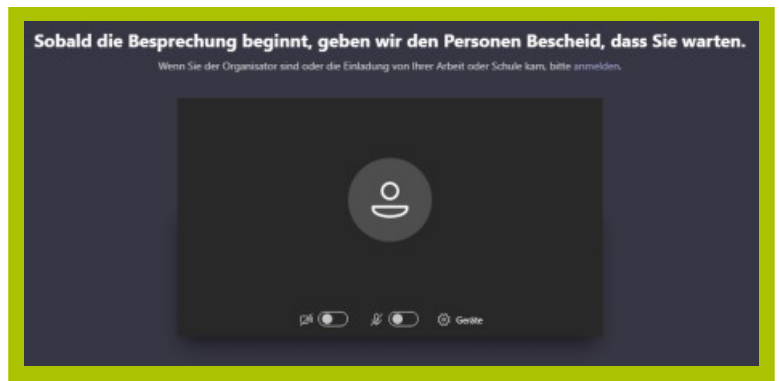 Sobald die Besprechung beginnt, geben wir den Personen Bescheid, dass Sie warten.
Wenn Sie der Organisator sind oder die Einladung von Ihrer Arbeit oder Schule kam, bitte anmelden.
Geräte